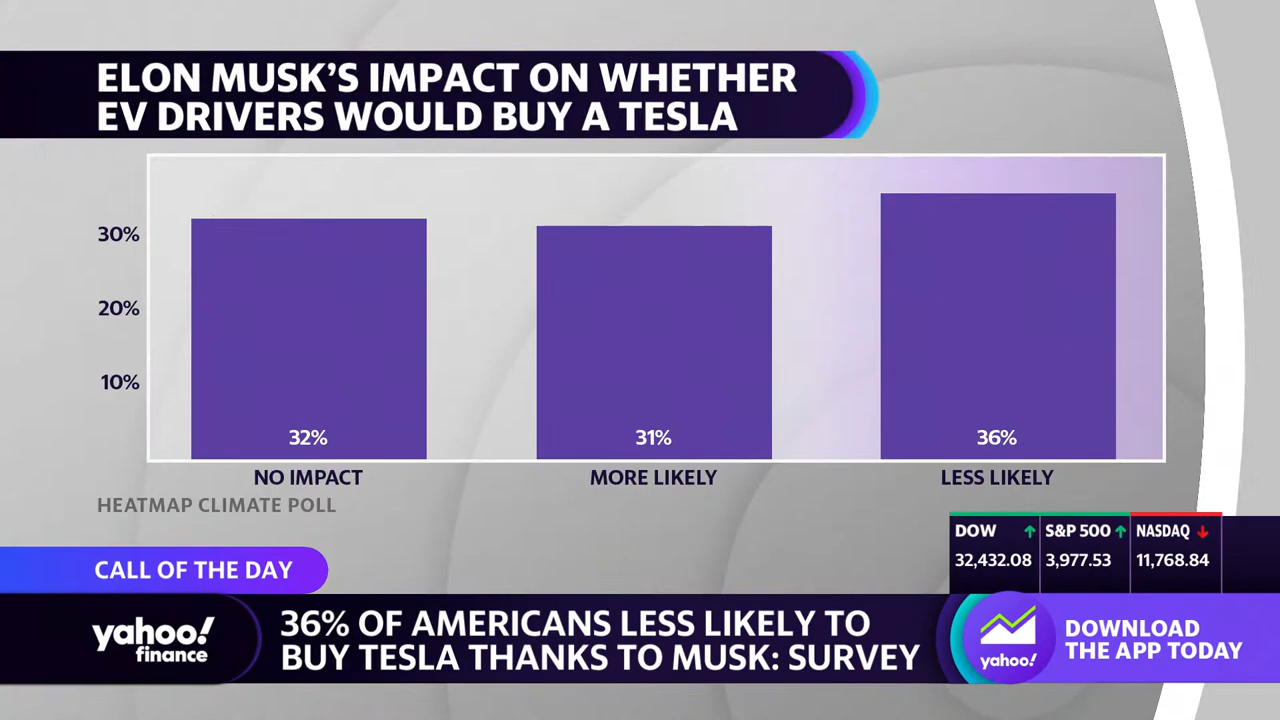 ELON MUSK'S IMPACT ON WHETHER
EV DRIVERS WOULD BUY A TESLA
30%
20%
10%
32%
31%
36%
NO IMPACT
MORE LIKELY
LESS LIKELY
HEATMAP CLIMATE POLL
DOW
32,432.08
S&P 500
3,977.53
NASDAQ
11,768.84
CALL OF THE DAY
yahoo!
finance
36% OF AMERICANS LESS LIKELY TO
BUY TESLA THANKS TO MUSK: SURVEY
yahoo!
DOWNLOAD
THE APP TODAY